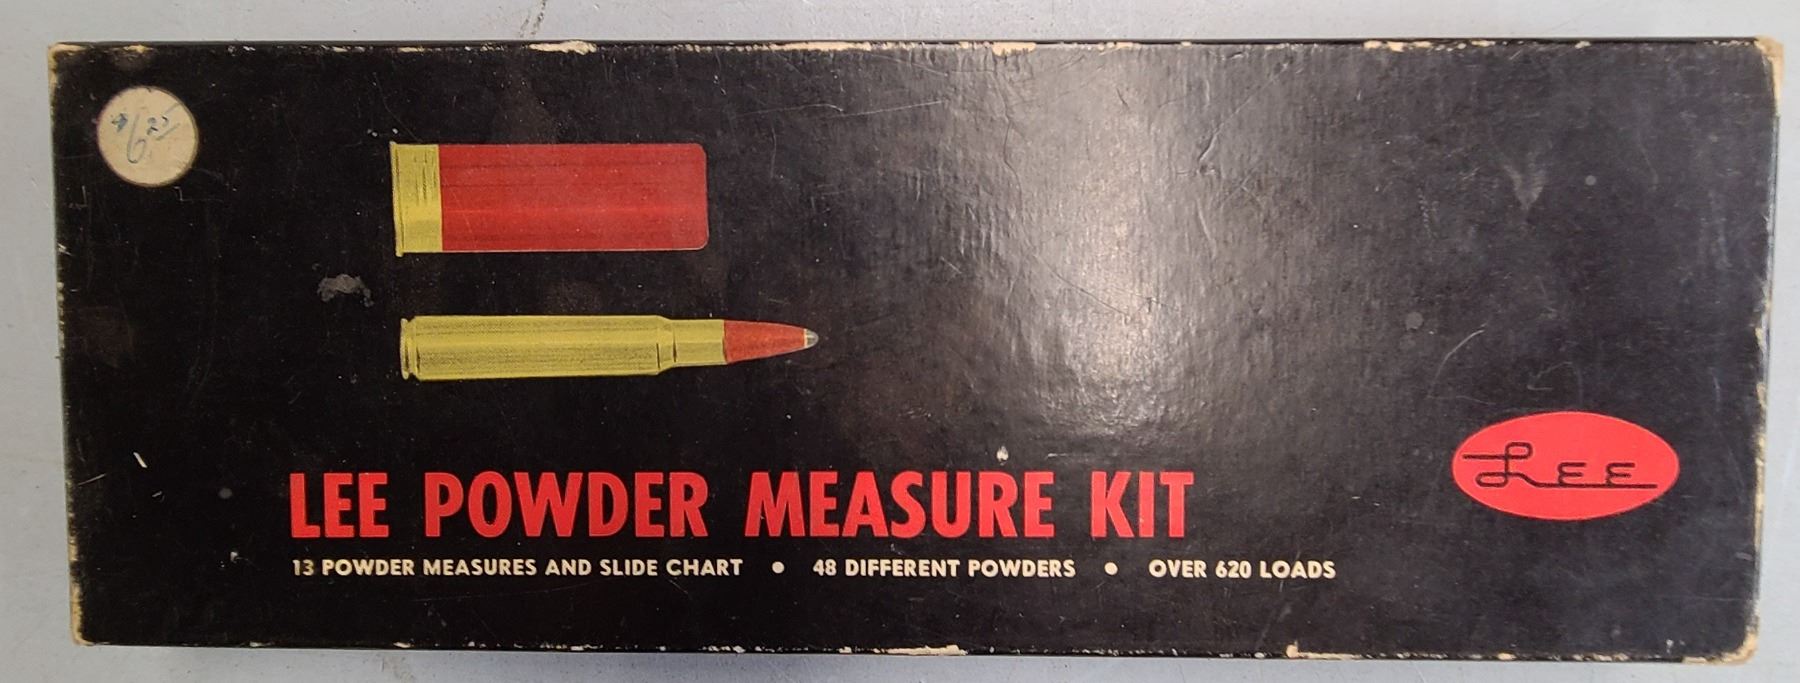 LEE POWDER MEASURE KIT
13 POWDER MEASURES AND SLIDE CHART • 48 DIFFERENT POWDERS • OVER 620 LOADS
LEE